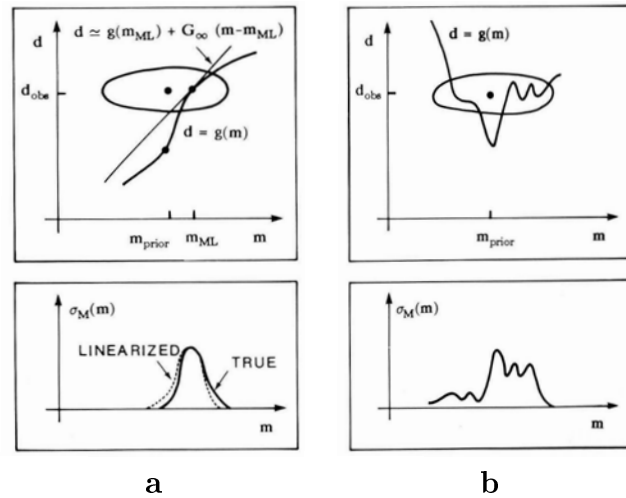 d
d ≃ g(m_ML) + G_∞ (m-m_ML)
d_obs
d = g(m)
m_prior
m_ML
m
σ_M(m)
LINEARIZED
TRUE
m
a
d
d = g(m)
d_obs
m_prior
m
σ_M(m)
m
b